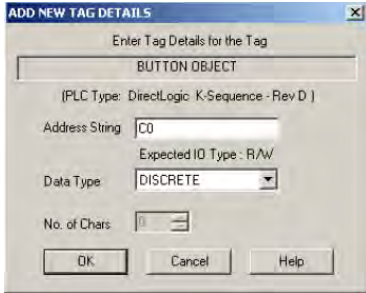 ADD NEW TAG DETAILS
Enter Tag Details for the Tag
BUTTON OBJECT
(PLC Type: DirectLogic K-Sequence - Rev D )
Address String C0
Expected IO Type : R/W
Data Type DISCRETE
No. of Chars 0
OK Cancel Help